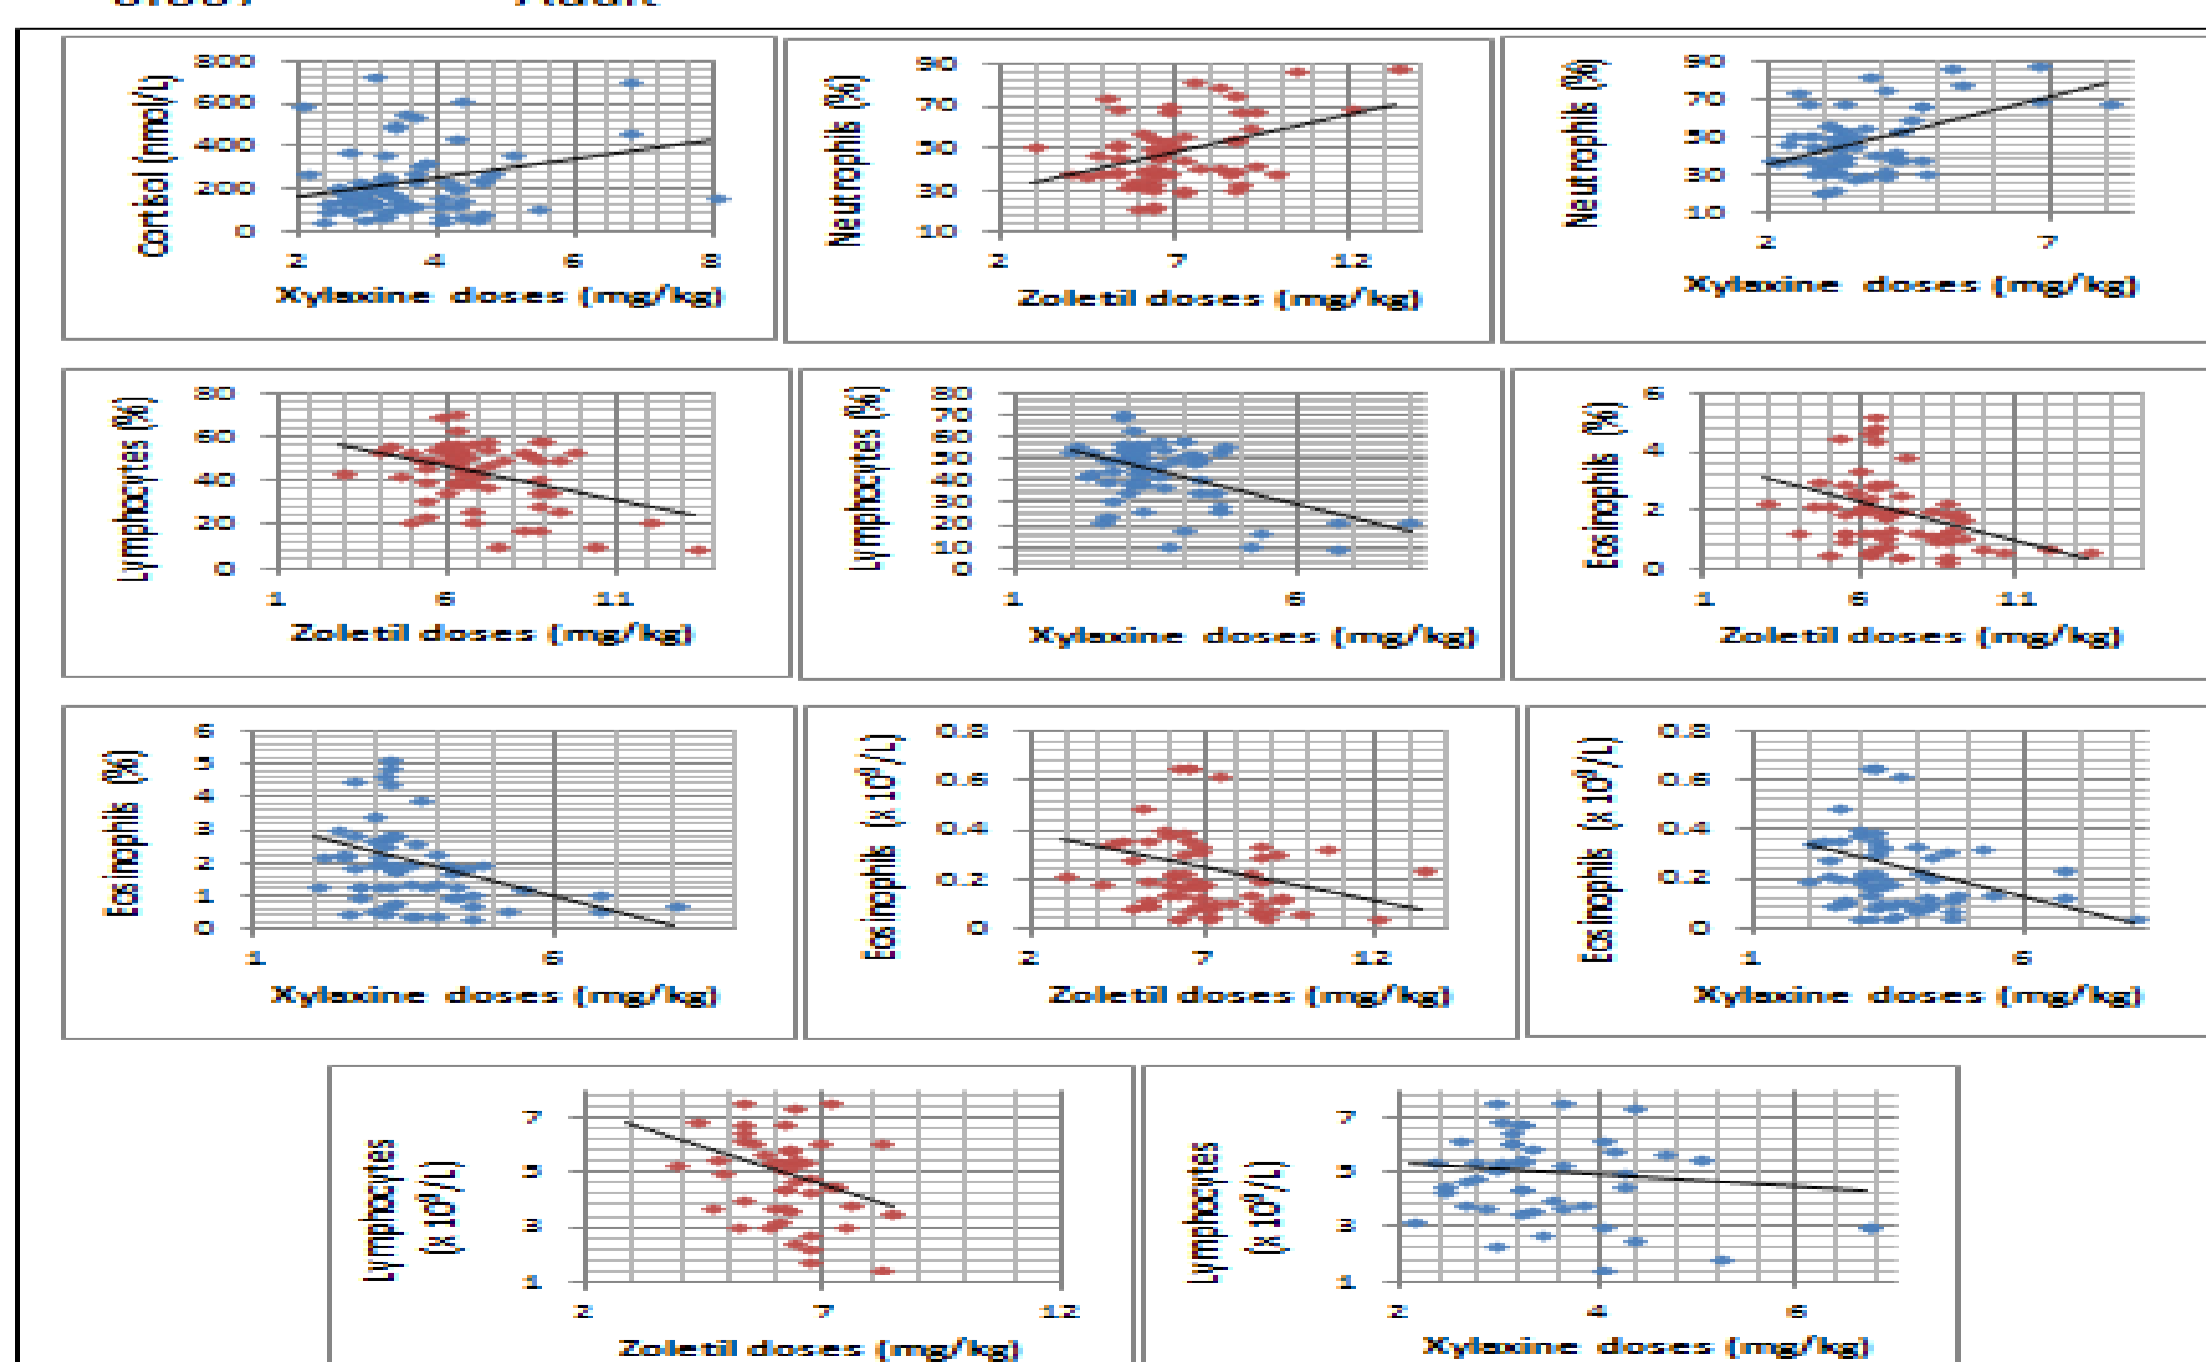 Cortisol (nmol/L)
800
600
400
200
0
2 4 6 8
Xylaxine doses (mg/kg)
Neutrophils (%)
90
70
50
30
10
2 7 12
Zoletil doses (mg/kg)
Neutrophils (%)
90
70
50
30
10
2 7
Xylaxine doses (mg/kg)
Lymphocytes (%)
80
60
40
20
0
1 6 11
Zoletil doses (mg/kg)
Lymphocytes (%)
80
70
60
50
40
30
20
10
0
1 6
Xylaxine doses (mg/kg)
Eosinophils (%)
6
4
2
0
1 6 11
Zoletil doses (mg/kg)
Eosinophils (%)
6
5
4
3
2
1
0
1 6
Xylaxine doses (mg/kg)
Eosinophils (x 10⁹/L)
0.8
0.6
0.4
0.2
0
2 7 12
Zoletil doses (mg/kg)
Eosinophils (x 10⁹/L)
0.8
0.6
0.4
0.2
0
1 6
Xylaxine doses (mg/kg)
Lymphocytes
(x 10⁹/L)
7
5
3
1
2 7 12
Zoletil doses (mg/kg)
Lymphocytes
(x 10⁹/L)
7
5
3
1
2 4 6
Xylaxine doses (mg/kg)